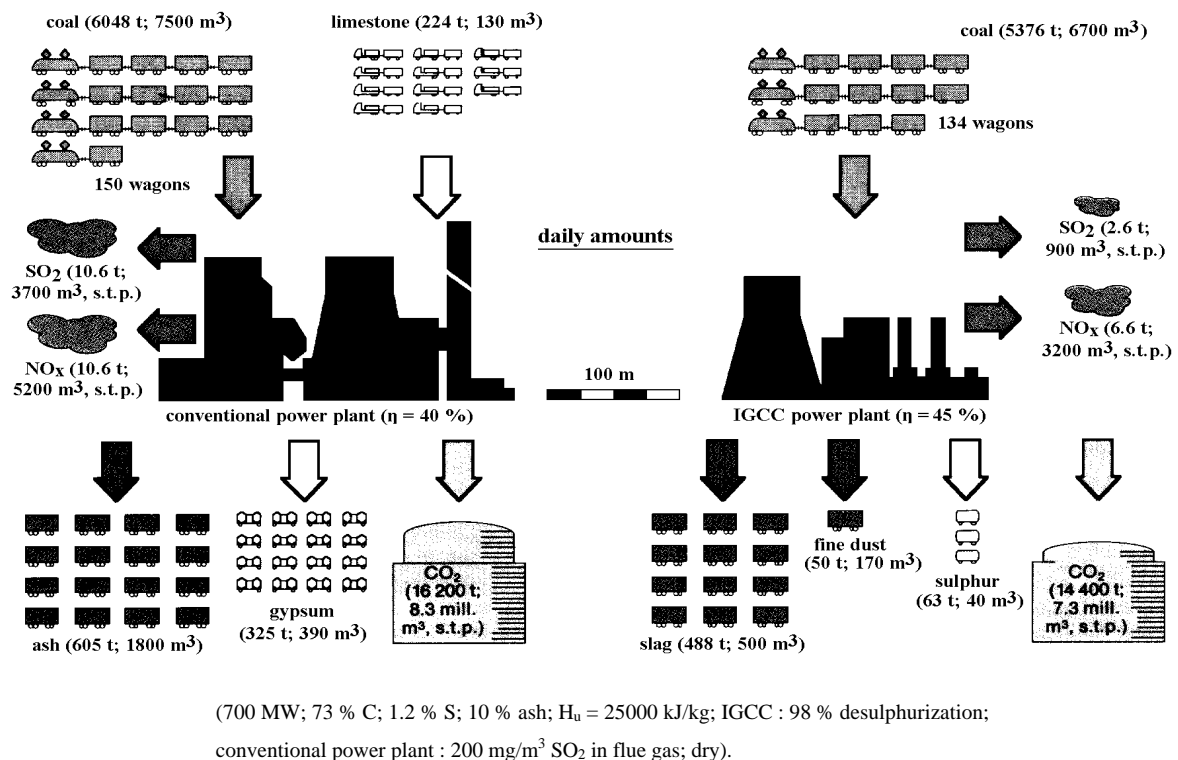 coal (6048 t; 7500 m³)
limestone (224 t; 130 m³)
coal (5376 t; 6700 m³)
134 wagons
150 wagons
daily amounts
SO₂ (10.6 t;
3700 m³, s.t.p.)
NOₓ (10.6 t;
5200 m³, s.t.p.)
SO₂ (2.6 t;
900 m³, s.t.p.)
NOₓ (6.6 t;
3200 m³, s.t.p.)
100 m
conventional power plant (η = 40 %)
IGCC power plant (η = 45 %)
ash (605 t; 1800 m³)
gypsum
(325 t; 390 m³)
CO₂
(16 200 t;
8.3 mill.
m³, s.t.p.)
slag (488 t; 500 m³)
fine dust
(50 t; 170 m³)
sulphur
(63 t; 40 m³)
CO₂
(14 400 t;
7.3 mill.
m³, s.t.p.)
(700 MW; 73 % C; 1.2 % S; 10 % ash; Hᵤ = 25000 kJ/kg; IGCC : 98 % desulphurization;
conventional power plant : 200 mg/m³ SO₂ in flue gas; dry).